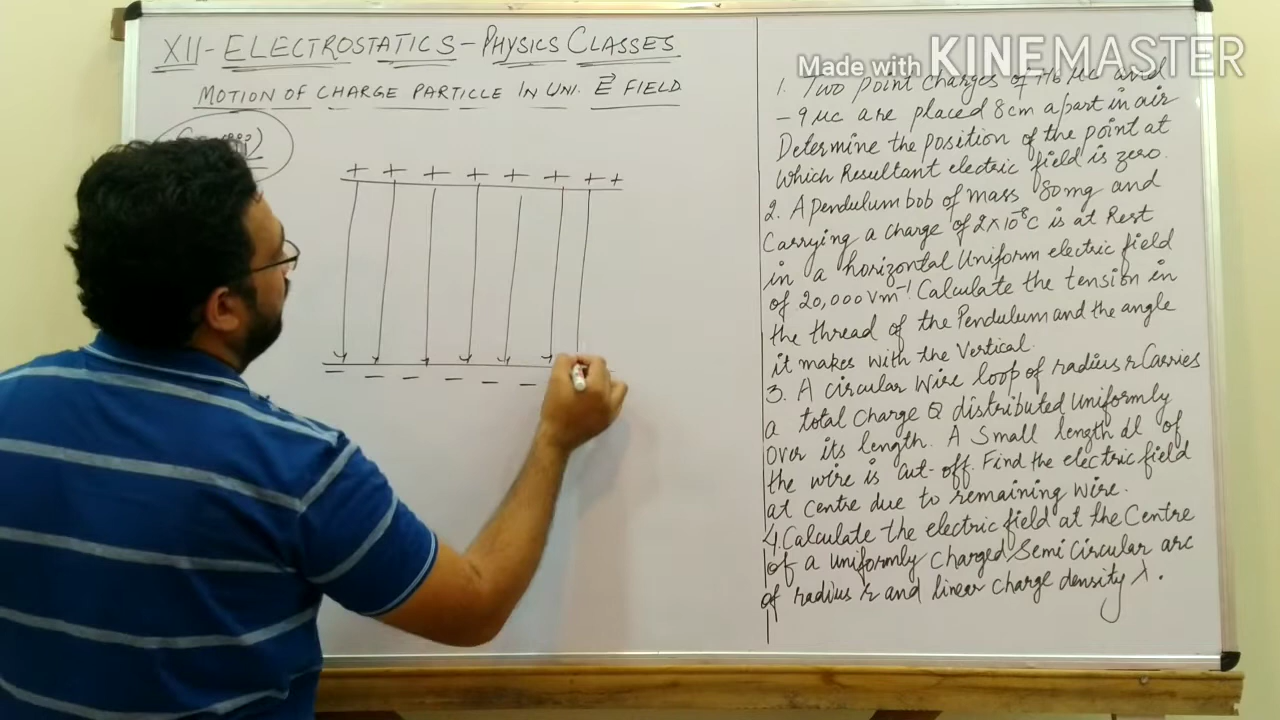 Made with KINEMASTER
XII - ELECTROSTATICS - PHYSICS CLASSES
MOTION OF CHARGE PARTICLE IN UNI. E⃗ FIELD
+ + + + + + + +
- - - - - -
1. Two point charges of +16 μC and
- 9 μC are placed 8cm apart in air
Determine the position of the point at
which Resultant electric field is zero.
2. A pendulum bob of mass 80mg and
Carrying a charge of 2×10⁻⁸C is at Rest
in a horizontal Uniform electric field
of 20,000 Vm⁻¹. Calculate the tension in
the thread of the Pendulum and the angle
it makes with the Vertical.
3. A Circular Wire loop of radius r Carries
a total charge Q distributed Uniformly
over its length. A Small length dl of
the wire is cut-off. Find the electric field
at centre due to remaining wire.
4. Calculate the electric field at the Centre
of a uniformly charged Semi Circular arc
of radius r and linear charge density λ.